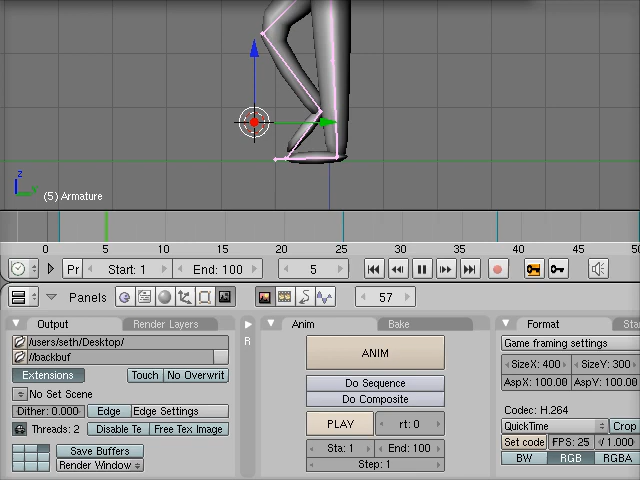 z
(5) Armature
0 5 10 15 20 25 30 35 40 45 50
Pr Start: 1 End: 100 5
Panels 57
Output Render Layers R Anim Bake Format Star
/users/seth/Desktop/
//backbuf
Extensions Touch No Overwrit
No Set Scene
Dither: 0.000 Edge Edge Settings
Threads: 2 Disable Te Free Tex Image
Save Buffers
Render Window
ANIM
Do Sequence
Do Composite
PLAY rt: 0
Sta: 1 End: 100
Step: 1
Game framing settings
SizeX: 400 SizeY: 300
AspX: 100.00 AspY: 100.00
Codec: H.264
QuickTime Crop
Set code FPS: 25 / 1.000
BW RGB RGBA